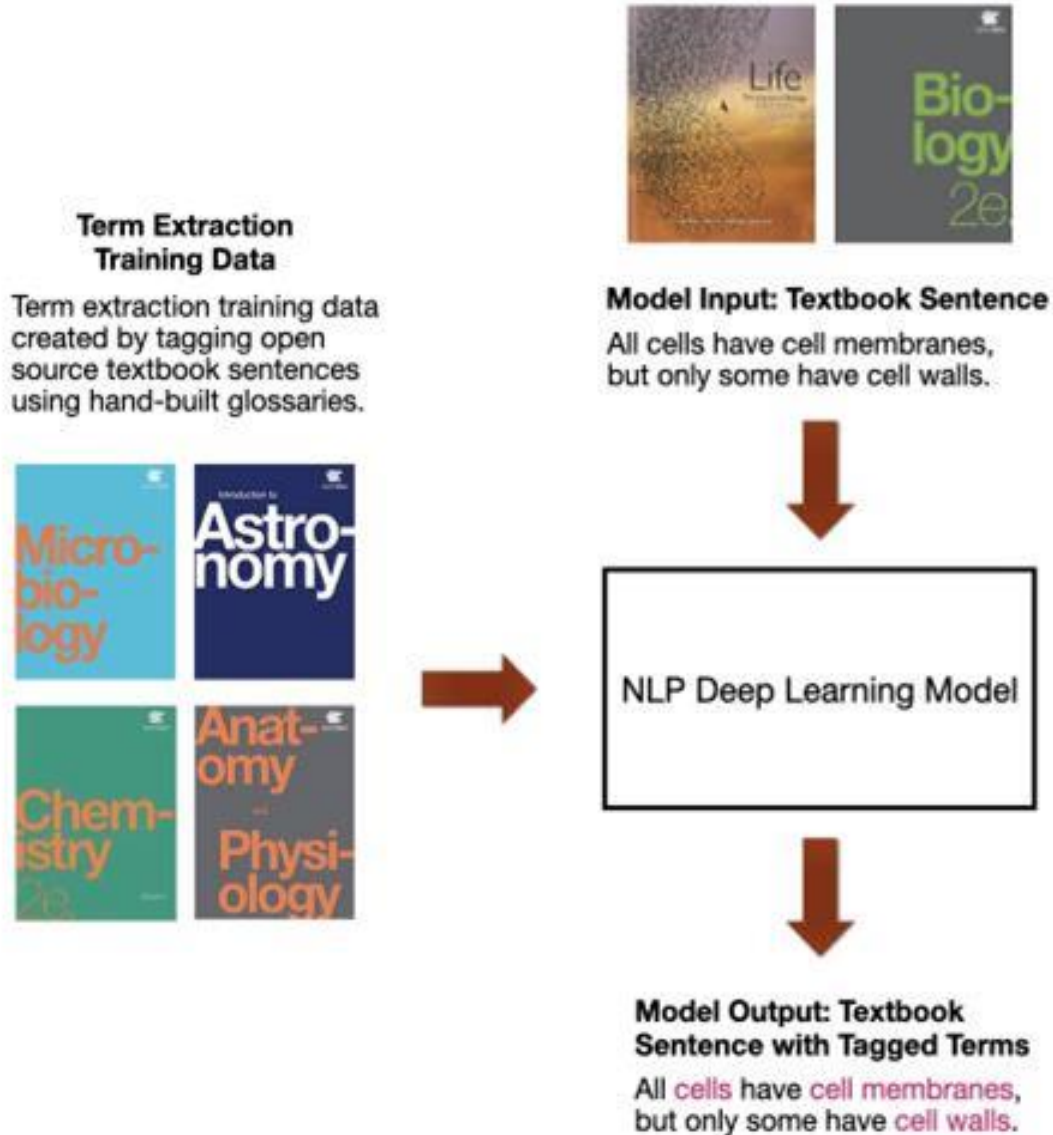 Life
Bio-
logy
2e
Term Extraction
Training Data
Term extraction training data
created by tagging open
source textbook sentences
using hand-built glossaries.
Micro-
bio-
logy
Introduction to
Astro-
nomy
Chem-
istry
2e
Anat-
omy
and
Physi-
ology
Model Input: Textbook Sentence
All cells have cell membranes,
but only some have cell walls.
NLP Deep Learning Model
Model Output: Textbook
Sentence with Tagged Terms
All cells have cell membranes,
but only some have cell walls.